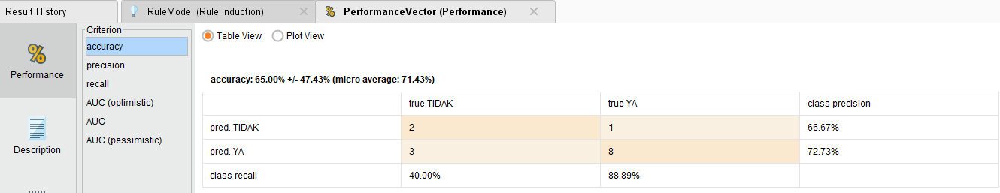 Result History
RuleModel (Rule Induction)
PerformanceVector (Performance)
%
Performance
Description
Criterion
accuracy
precision
recall
AUC (optimistic)
AUC
AUC (pessimistic)
Table View
Plot View
accuracy: 65.00% +/- 47.43% (micro average: 71.43%)
true TIDAK true YA class precision
pred. TIDAK 2 1 66.67%
pred. YA 3 8 72.73%
class recall 40.00% 88.89%